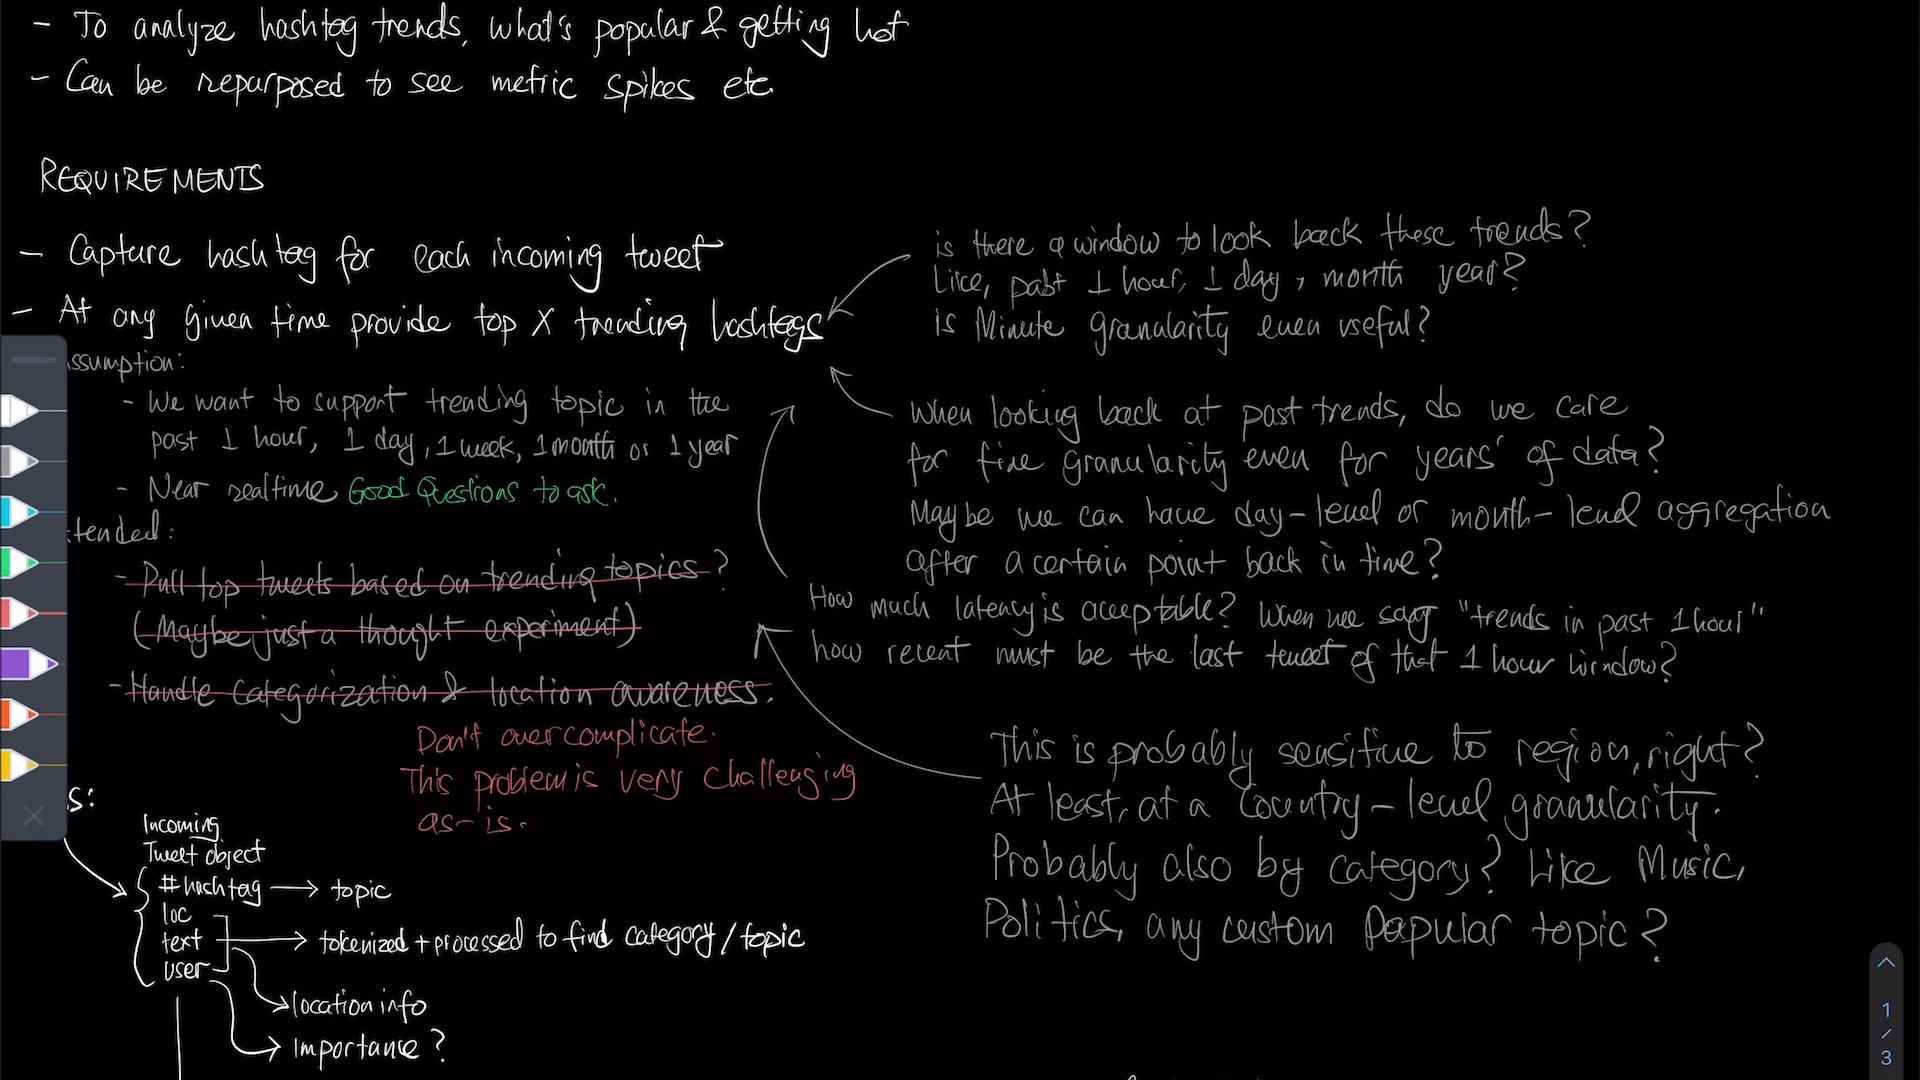 - To analyze hashtag trends, what's popular & getting hot
- Can be repurposed to see metric spikes etc.
REQUIREMENTS
- Capture hashtag for each incoming tweet
- At any given time provide top X trending hashtags
ssumption:
- We want to support trending topic in the
past 1 hour, 1 day, 1 week, 1 month or 1 year
- Near realtime Good Questions to ask.
tended:
- Pull top tweets based on trending topics?
(Maybe just a thought experiment)
- Handle categorization & location awareness.
Don't overcomplicate.
This problem is very challenging
as-is.
s:
Incoming
Tweet object
#hashtag → topic
loc
text → tokenized + processed to find category/topic
user
location info
Importance?
is there a window to look back these trends?
Like, past 1 hour, 1 day, month year?
is Minute granularity even useful?
When looking back at past trends, do we care
for fine granularity even for years' of data?
Maybe we can have day-level or month-level aggregation
after a certain point back in time?
How much latency is acceptable? When we say "trends in past 1 hour"
how recent must be the last tweet of that 1 hour window?
This is probably sensitive to region, right?
At least, at a Country-level granularity.
Probably also by category? Like Music,
Politics, any custom Popular topic?
1
/
3